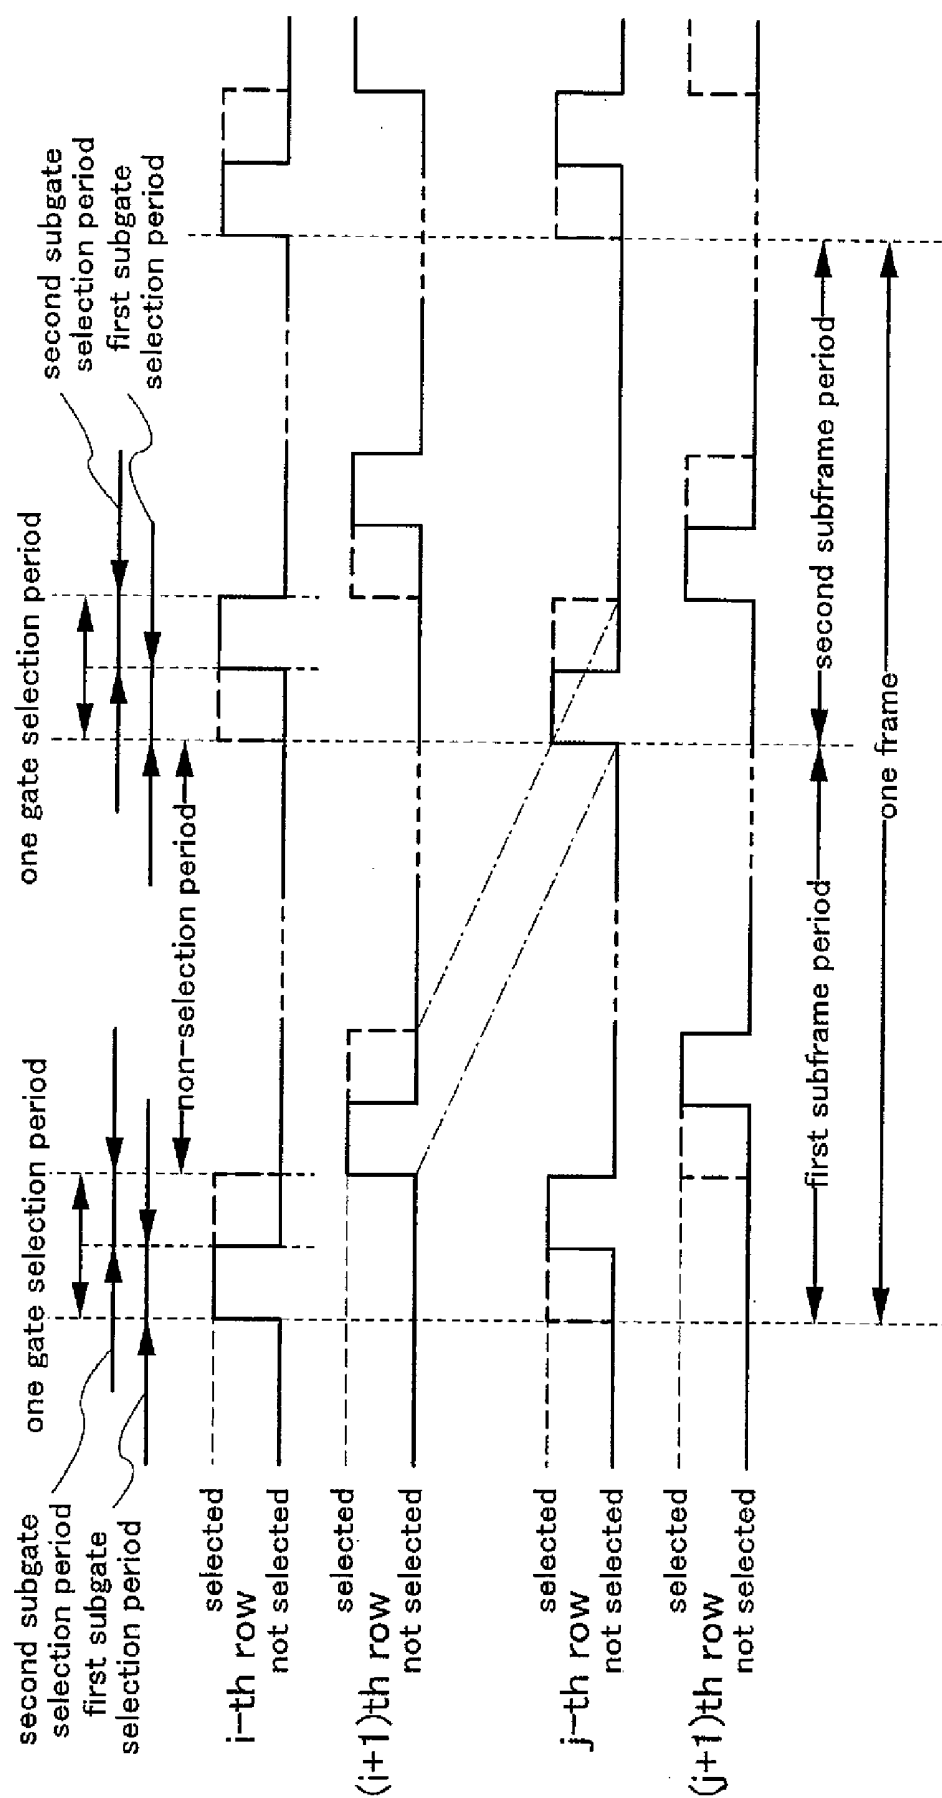 one gate selection period
one gate selection period
second subgate
selection period
first subgate
selection period
second subgate
selection period
first subgate
selection period
non-selection period
selected
i-th row
not selected
selected
(i+1)th row
not selected
selected
j-th row
not selected
selected
(j+1)th row
not selected
first subframe period
second subframe period
one frame